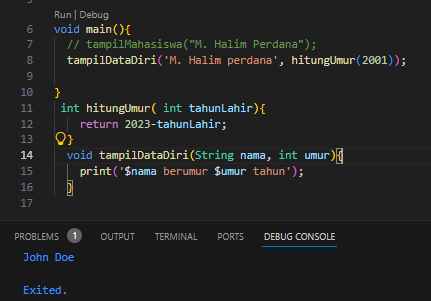 Run | Debug
6 void main(){
7 // tampilMahasiswa("M. Halim Perdana");
8 tampilDataDiri('M. Halim perdana', hitungUmur(2001));
9
10 }
11 int hitungUmur( int tahunLahir){
12 return 2023-tahunLahir;
13 }
14 void tampilDataDiri(String nama, int umur){
15 print('$nama berumur $umur tahun');
16 }
17
PROBLEMS 1 OUTPUT TERMINAL PORTS DEBUG CONSOLE
John Doe
Exited.